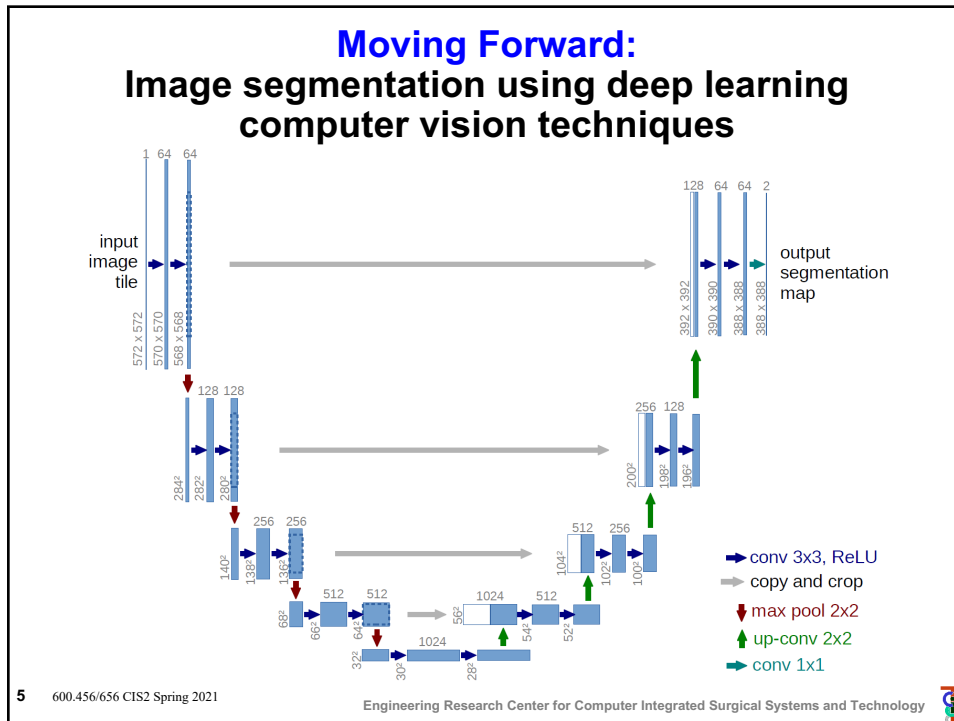 Moving Forward:
Image segmentation using deep learning
computer vision techniques
1 64 64
input
image
tile
572 x 572
570 x 570
568 x 568
128 64 64 2
output
segmentation
map
392 x 392
390 x 390
388 x 388
388 x 388
128 128
284²
282²
280²
256 128
200²
198²
196²
256 256
140²
138²
136²
512 256
104²
102²
100²
512 512
68²
66²
64²
1024 512
56²
54²
52²
1024
32²
30²
28²
conv 3x3, ReLU
copy and crop
max pool 2x2
up-conv 2x2
conv 1x1
5 600.456/656 CIS2 Spring 2021
Engineering Research Center for Computer Integrated Surgical Systems and Technology